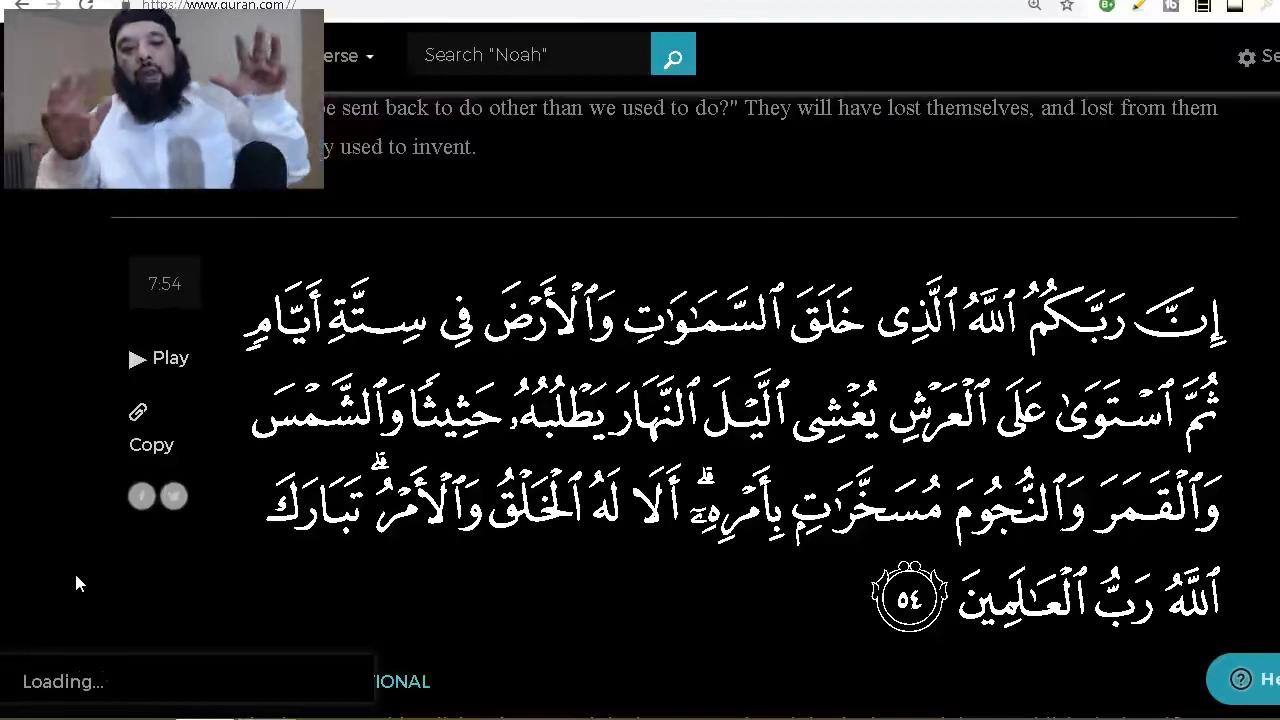 https://www.quran.com//
erse
Search "Noah"
Se
be sent back to do other than we used to do?" They will have lost themselves, and lost from them
y used to invent.
7:54
إِنَّ رَبَّكُمُ ٱللَّهُ ٱلَّذِى خَلَقَ ٱلسَّمَـٰوَٰتِ وَٱلْأَرْضَ فِى سِتَّةِ أَيَّامٍ
Play
ثُمَّ ٱسْتَوَىٰ عَلَى ٱلْعَرْشِ يُغْشِى ٱلَّيْلَ ٱلنَّهَارَ يَطْلُبُهُۥ حَثِيثًا وَٱلشَّمْسَ
Copy
وَٱلْقَمَرَ وَٱلنُّجُومَ مُسَخَّرَٰتٍۭ بِأَمْرِهِۦٓ ۗ أَلَا لَهُ ٱلْخَلْقُ وَٱلْأَمْرُ ۗ تَبَارَكَ
ٱللَّهُ رَبُّ ٱلْعَـٰلَمِينَ ٥٤
Loading...
TIONAL
He